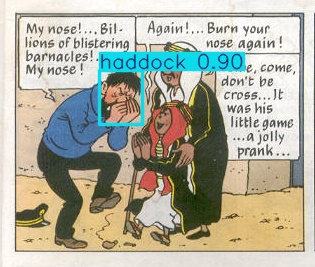 My nose!... Bil-
lions of blistering
barnacles!
My nose!
Again!... Burn your
nose again!
haddock 0.90
come,
don't be
cross... It
was his
little game
...a jolly
prank...